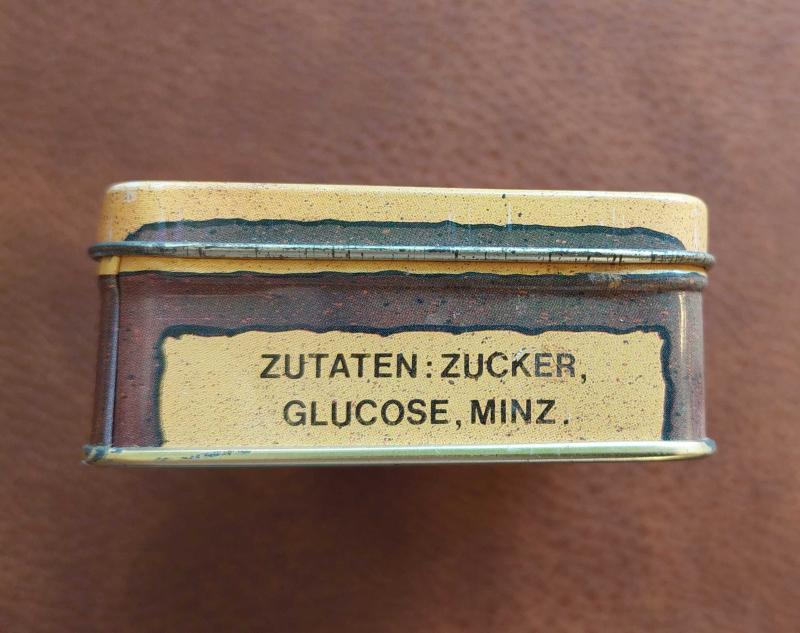 ZUTATEN: ZUCKER,
GLUCOSE, MINZ.